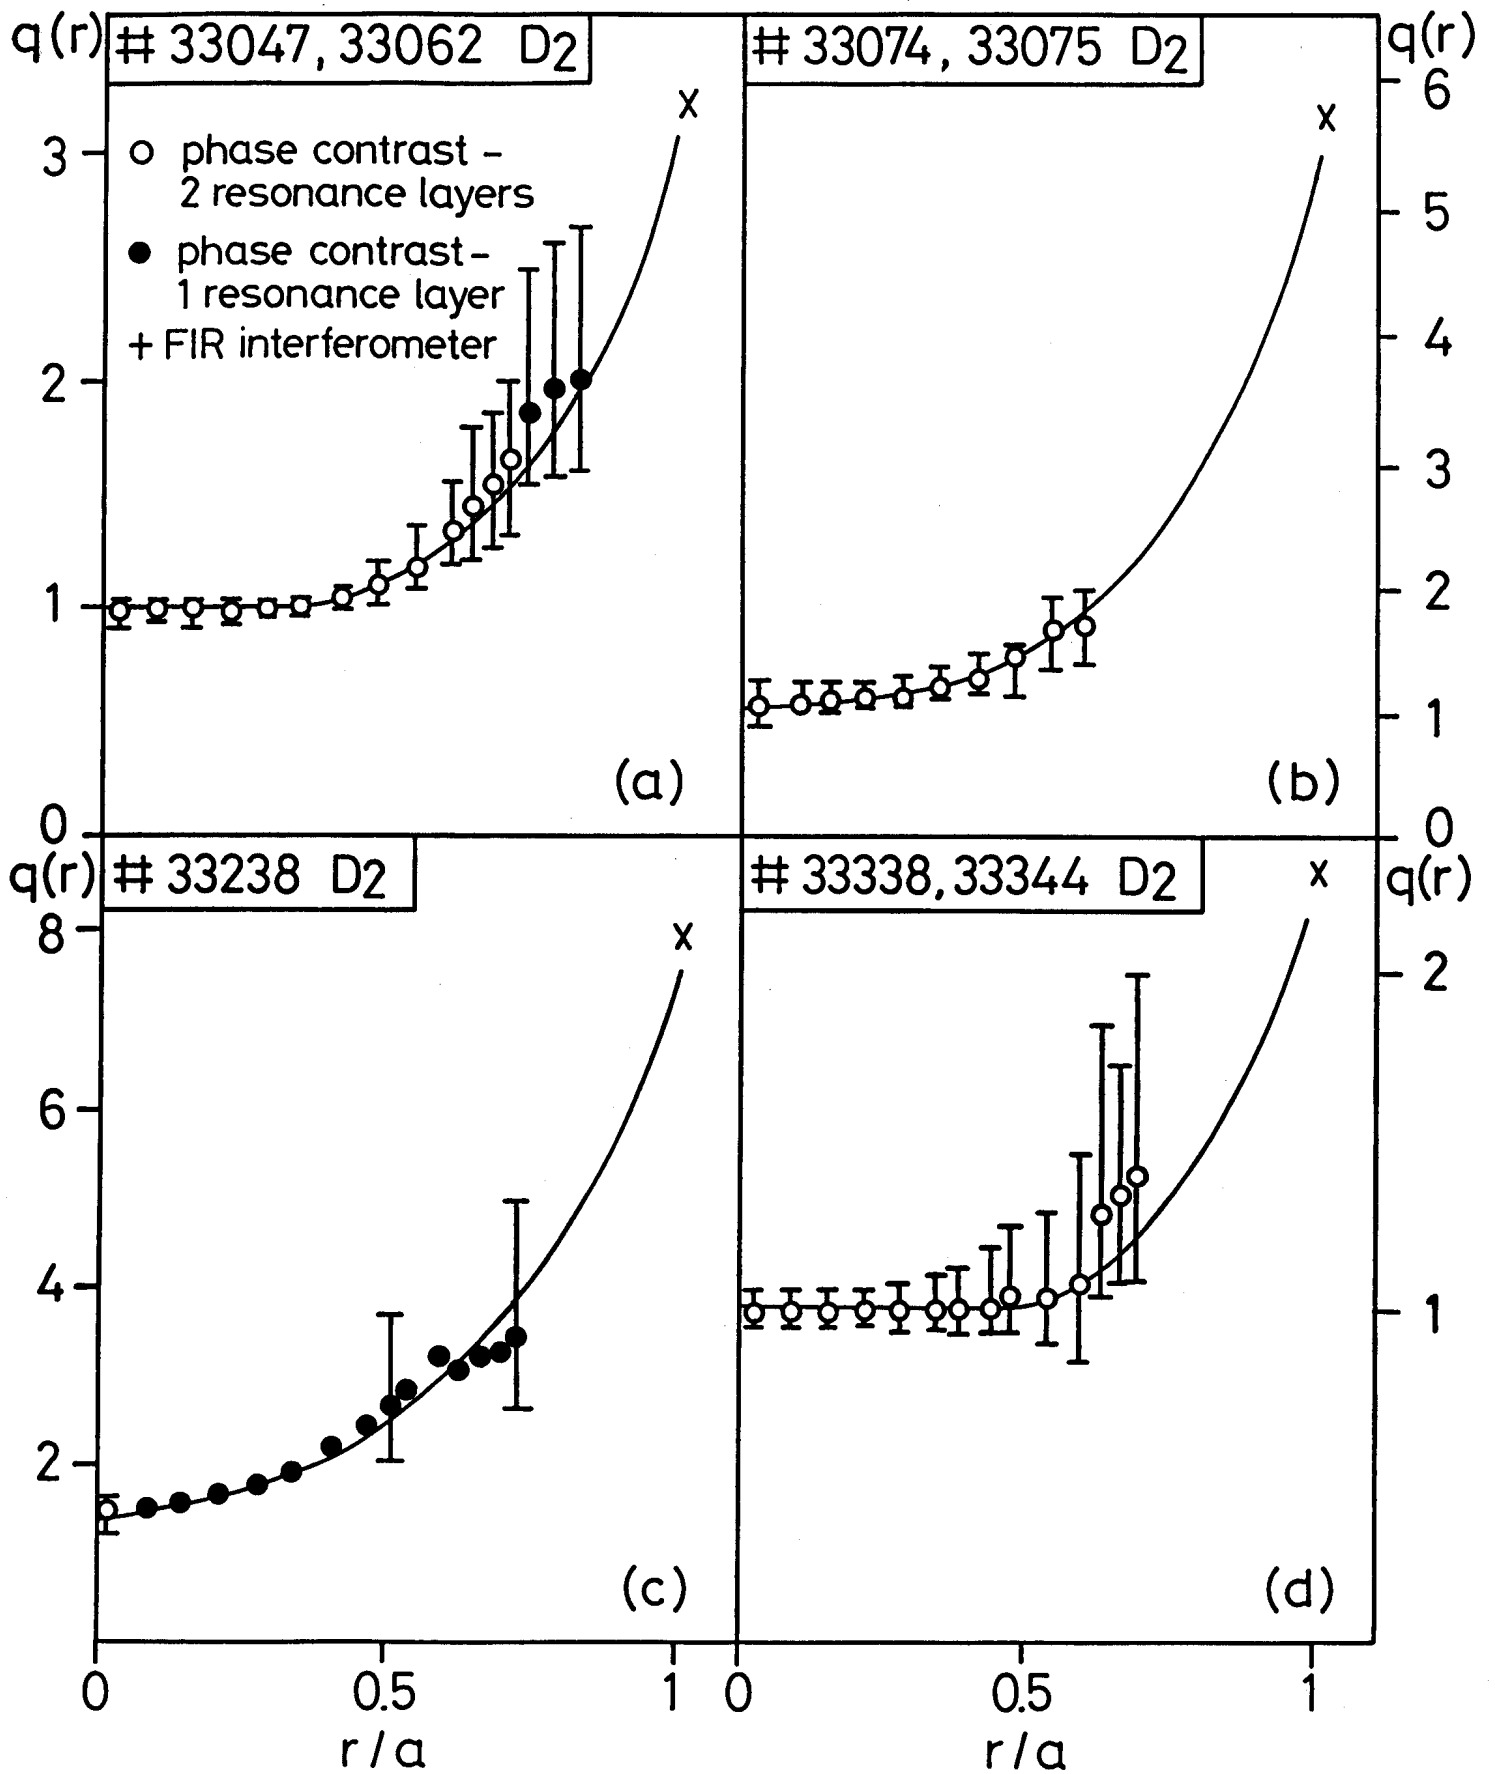 q(r)
# 33047, 33062 D2
3
2
1
0
○ phase contrast –
2 resonance layers
● phase contrast –
1 resonance layer
+ FIR interferometer
x
(a)
# 33074, 33075 D2
q(r)
6
5
4
3
2
1
0
x
(b)
q(r)
# 33238 D2
8
6
4
2
x
(c)
0
0.5
1
r/a
# 33338, 33344 D2
q(r)
2
1
x
(d)
0
0.5
1
r/a